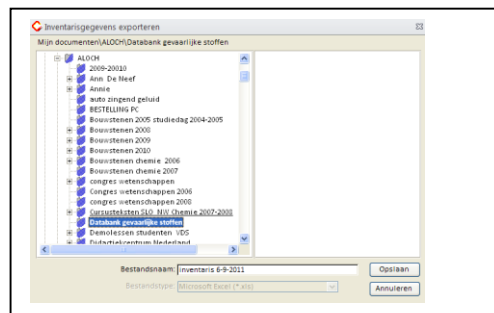 Inventarisgegevens exporteren
Mijn documenten\ALOCH\Databank gevaarlijke stoffen
ALOCH
2009-20010
Ann De Neef
Annie
auto zingend geluid
BESTELLING PC
Bouwstenen 2005 studiedag 2004-2005
Bouwstenen 2008
Bouwstenen 2009
Bouwstenen 2010
Bouwstenen chemie 2006
Bouwstenen chemie 2007
congres wetenschappen
Congres wetenschappen 2006
congres wetenschappen 2008
Cursusteksten SLO NW Chemie 2007-2008
Databank gevaarlijke stoffen
Demolessen studenten VDS
Didactiekcentrum Nederland
Bestandsnaam: inventaris 6-9-2011 Opslaan
Bestandstype: Microsoft Excel (*.xls) Annuleren